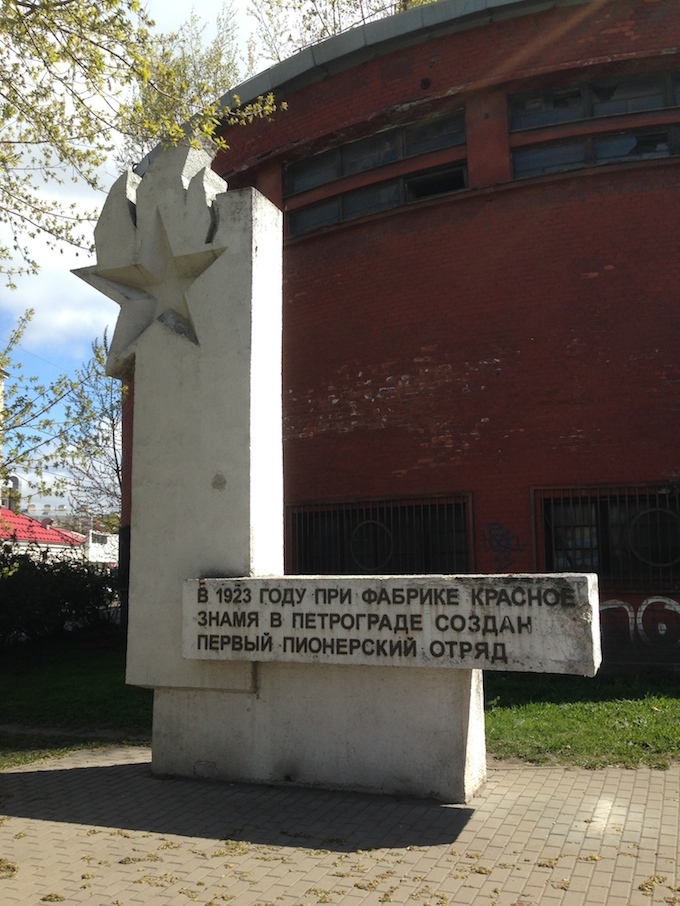 В 1923 ГОДУ ПРИ ФАБРИКЕ КРАСНОЕ
ЗНАМЯ В ПЕТРОГРАДЕ СОЗДАН
ПЕРВЫЙ ПИОНЕРСКИЙ ОТРЯД